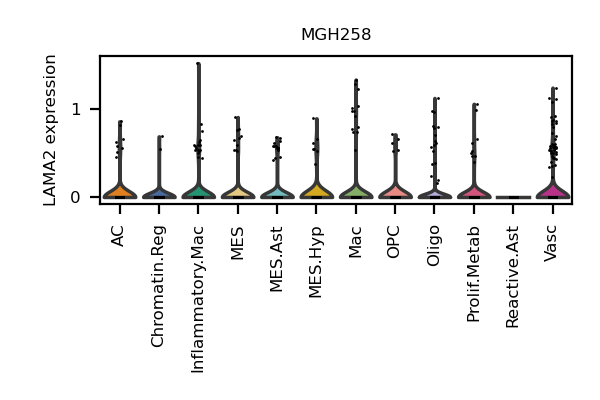 MGH258
LAMA2 expression
1
0
AC
Chromatin.Reg
Inflammatory.Mac
MES
MES.Ast
MES.Hyp
Mac
OPC
Oligo
Prolif.Metab
Reactive.Ast
Vasc